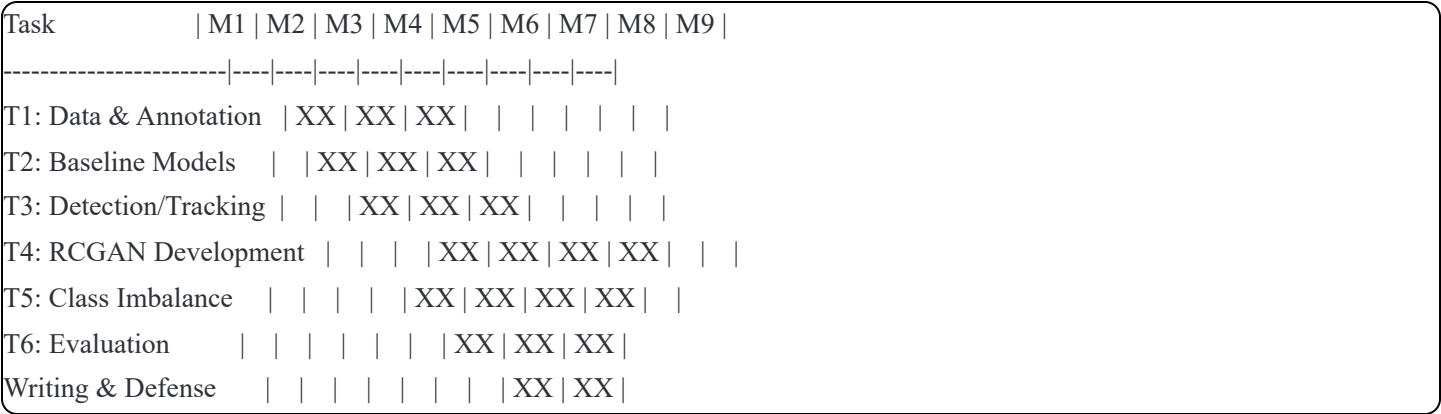 Task | M1 | M2 | M3 | M4 | M5 | M6 | M7 | M8 | M9 |
------------------------|----|----|----|----|----|----|----|----|----|
T1: Data & Annotation | XX | XX | XX | | | | | | |
T2: Baseline Models | | XX | XX | XX | | | | | |
T3: Detection/Tracking | | | XX | XX | XX | | | | |
T4: RCGAN Development | | | | XX | XX | XX | XX | | |
T5: Class Imbalance | | | | | XX | XX | XX | XX | |
T6: Evaluation | | | | | | | XX | XX | XX |
Writing & Defense | | | | | | | | XX | XX |